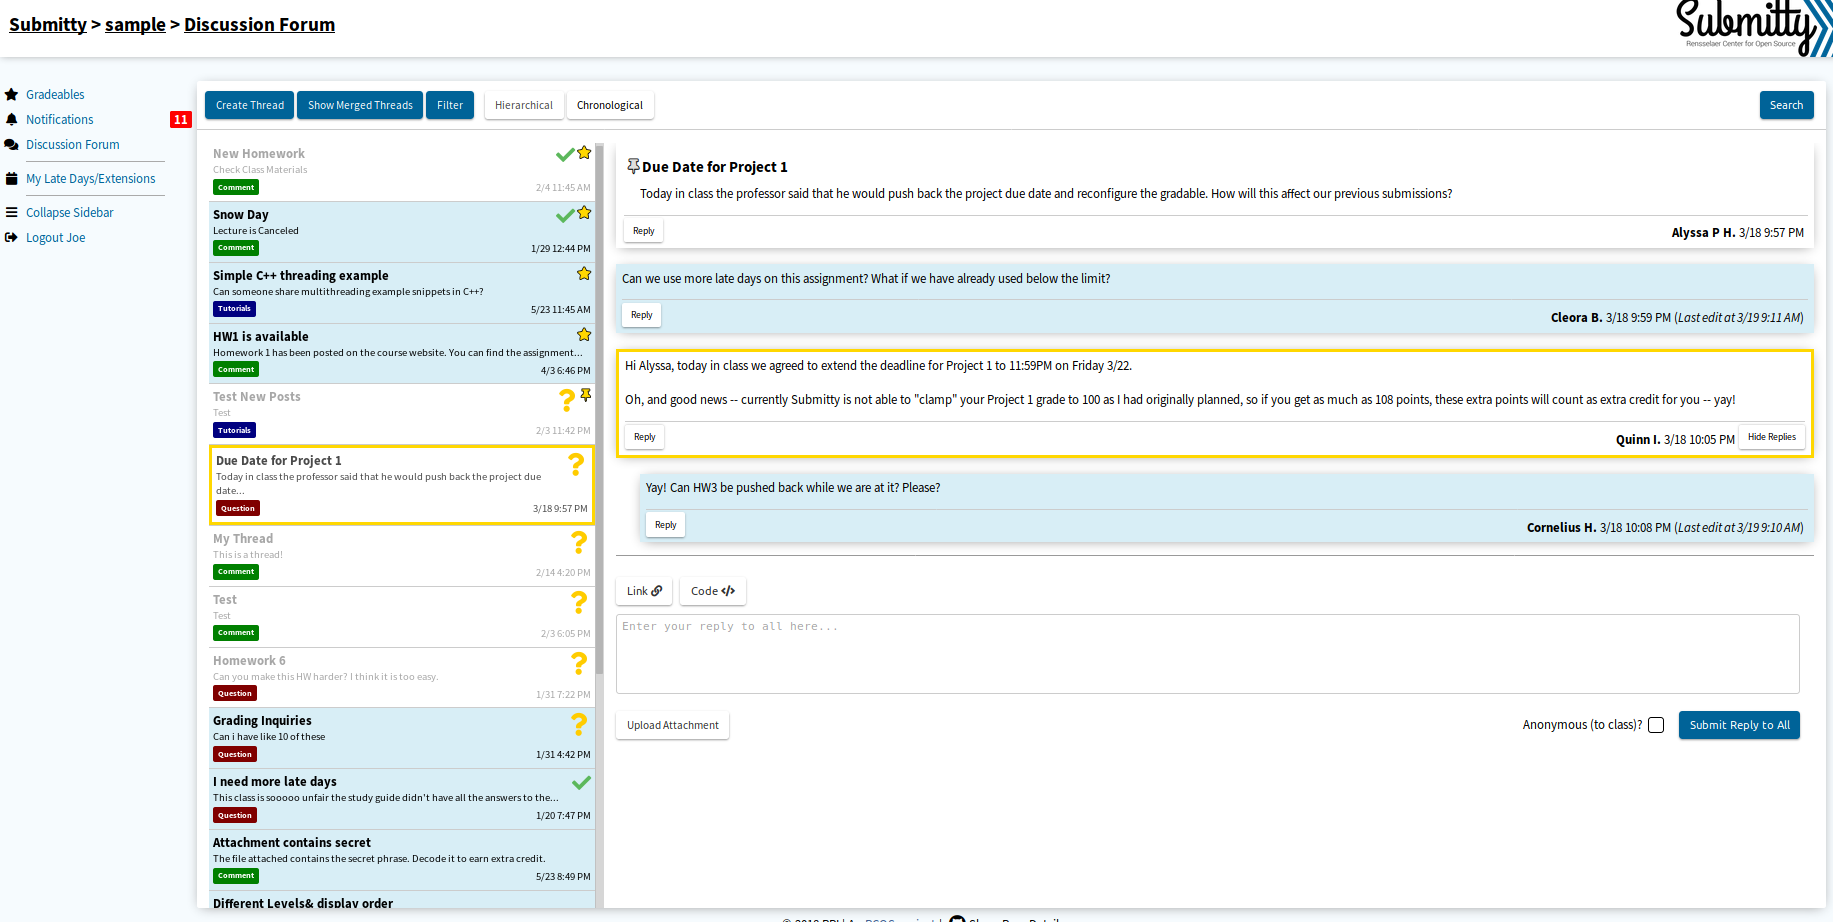 Submitty > sample > Discussion Forum
Submitty
Rensselaer Center for Open Source
Gradeables
Notifications
11
Discussion Forum
My Late Days/Extensions
Collapse Sidebar
Logout Joe
Create Thread
Show Merged Threads
Filter
Hierarchical
Chronological
Search
New Homework
Check Class Materials
Comment
2/4 11:45 AM
Snow Day
Lecture is Canceled
Comment
1/29 12:44 PM
Simple C++ threading example
Can someone share multithreading example snippets in C++?
Tutorials
5/23 11:45 AM
HW1 is available
Homework 1 has been posted on the course website. You can find the assignment...
Comment
4/3 6:46 PM
Test New Posts
Test
Tutorials
2/3 11:42 PM
Due Date for Project 1
Today in class the professor said that he would push back the project due
date...
Question
3/18 9:57 PM
My Thread
This is a thread!
Comment
2/14 4:20 PM
Test
Test
Comment
2/3 6:05 PM
Homework 6
Can you make this HW harder? I think it is too easy.
Question
1/31 7:22 PM
Grading Inquiries
Can i have like 10 of these
Question
1/31 4:42 PM
I need more late days
This class is sooooo unfair the study guide didn't have all the answers to the...
Question
1/20 7:47 PM
Attachment contains secret
The file attached contains the secret phrase. Decode it to earn extra credit.
Comment
5/23 8:49 PM
Different Levels& display order
Due Date for Project 1
Today in class the professor said that he would push back the project due date and reconfigure the gradable. How will this affect our previous submissions?
Reply
Alyssa P H. 3/18 9:57 PM
Can we use more late days on this assignment? What if we have already used below the limit?
Reply
Cleora B. 3/18 9:59 PM (Last edit at 3/19 9:11 AM)
Hi Alyssa, today in class we agreed to extend the deadline for Project 1 to 11:59PM on Friday 3/22.
Oh, and good news -- currently Submitty is not able to "clamp" your Project 1 grade to 100 as I had originally planned, so if you get as much as 108 points, these extra points will count as extra credit for you -- yay!
Reply
Quinn I. 3/18 10:05 PM
Hide Replies
Yay! Can HW3 be pushed back while we are at it? Please?
Reply
Cornelius H. 3/18 10:08 PM (Last edit at 3/19 9:10 AM)
Link
Code
Enter your reply to all here...
Upload Attachment
Anonymous (to class)?
Submit Reply to All